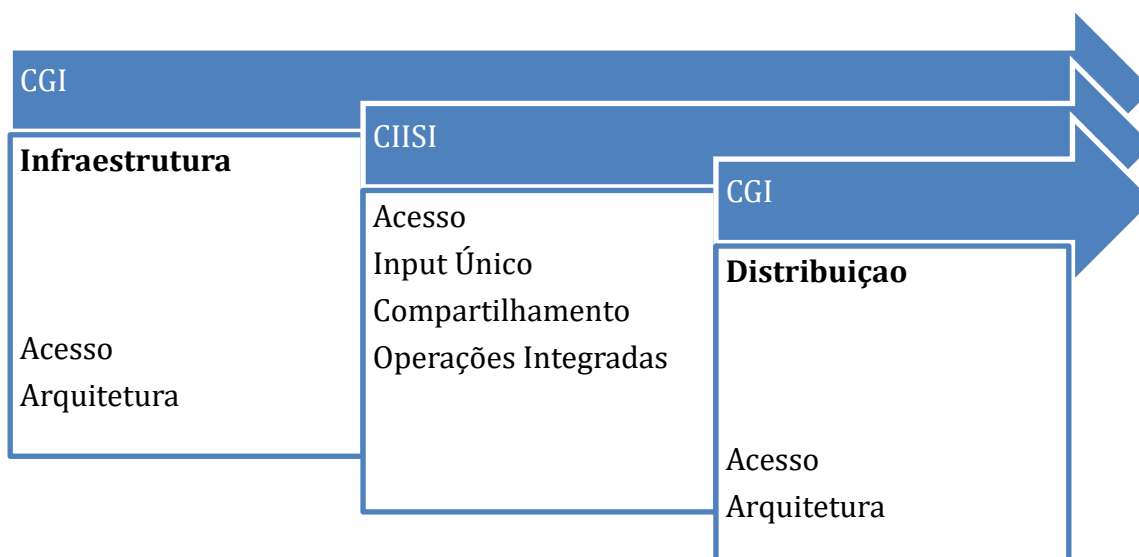 CGI
Infraestrutura
Acesso
Arquitetura
CIISI
Acesso
Input Único
Compartilhamento
Operações Integradas
CGI
Distribuiçao
Acesso
Arquitetura